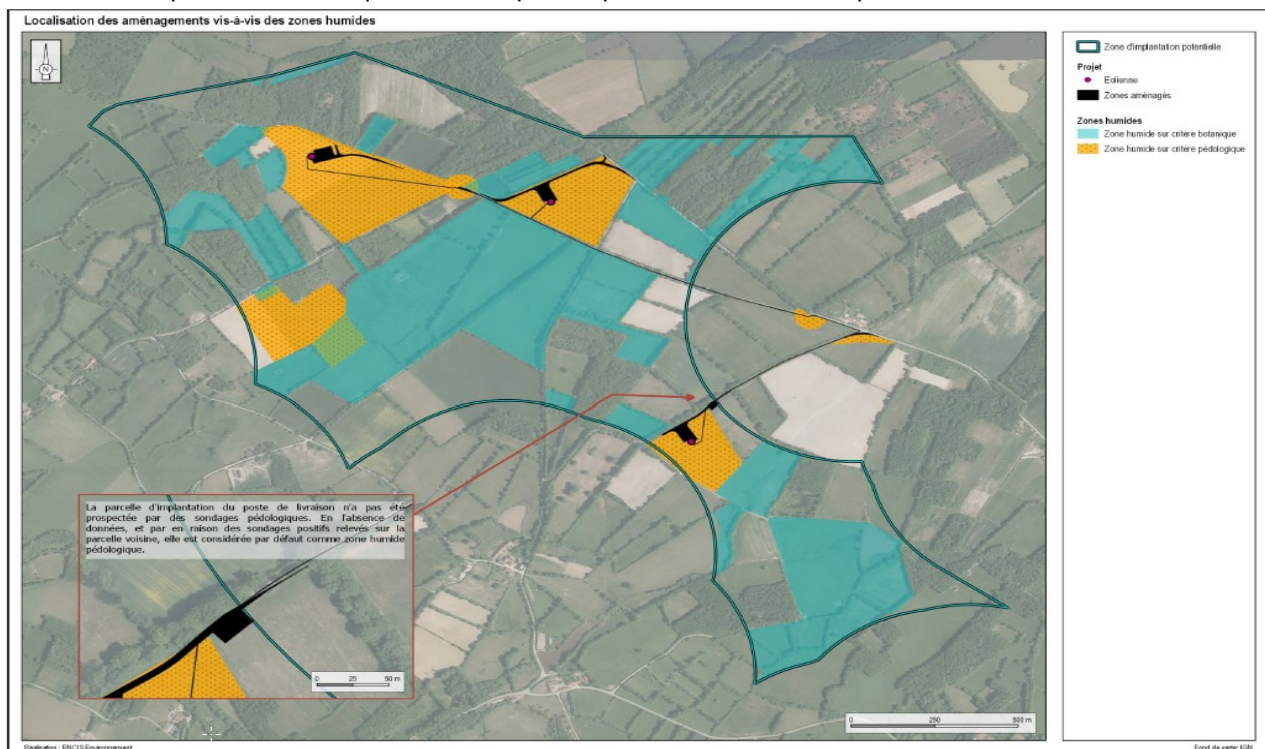 Localisation des aménagements vis-à-vis des zones humides
N
Zone d'implantation potentielle
Projet
Eolienne
Zones aménagés
Zones humides
Zone humide sur critère botanique
Zone humide sur critère pédologique
La parcelle d'implantation du poste de livraison n'a pas été
prospectée par des sondages pédologiques. En l'absence de
données, et par en raison des sondages positifs relevés sur la
parcelle voisine, elle est considérée par défaut comme zone humide
pédologique.
0 25 50 m
0 250 500 m
Réalisation : ENCIS Environnement
Fond de carte: IGN